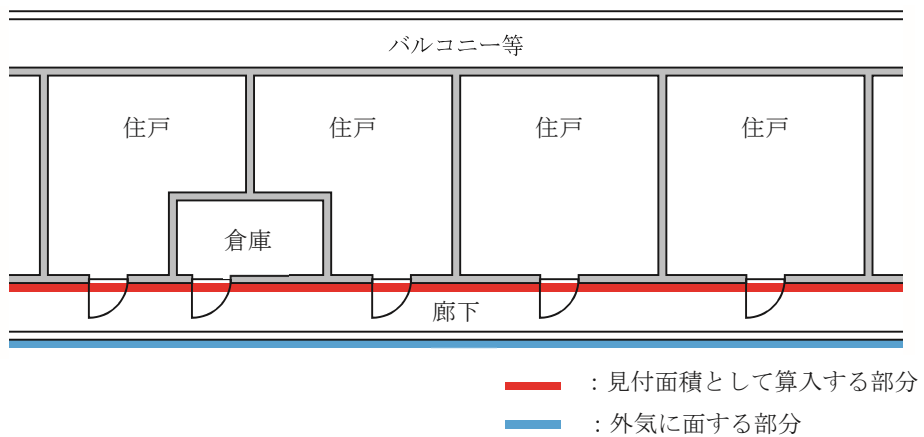 バルコニー等
住戸 住戸 住戸 住戸
倉庫
廊下
：見付面積として算入する部分
：外気に面する部分